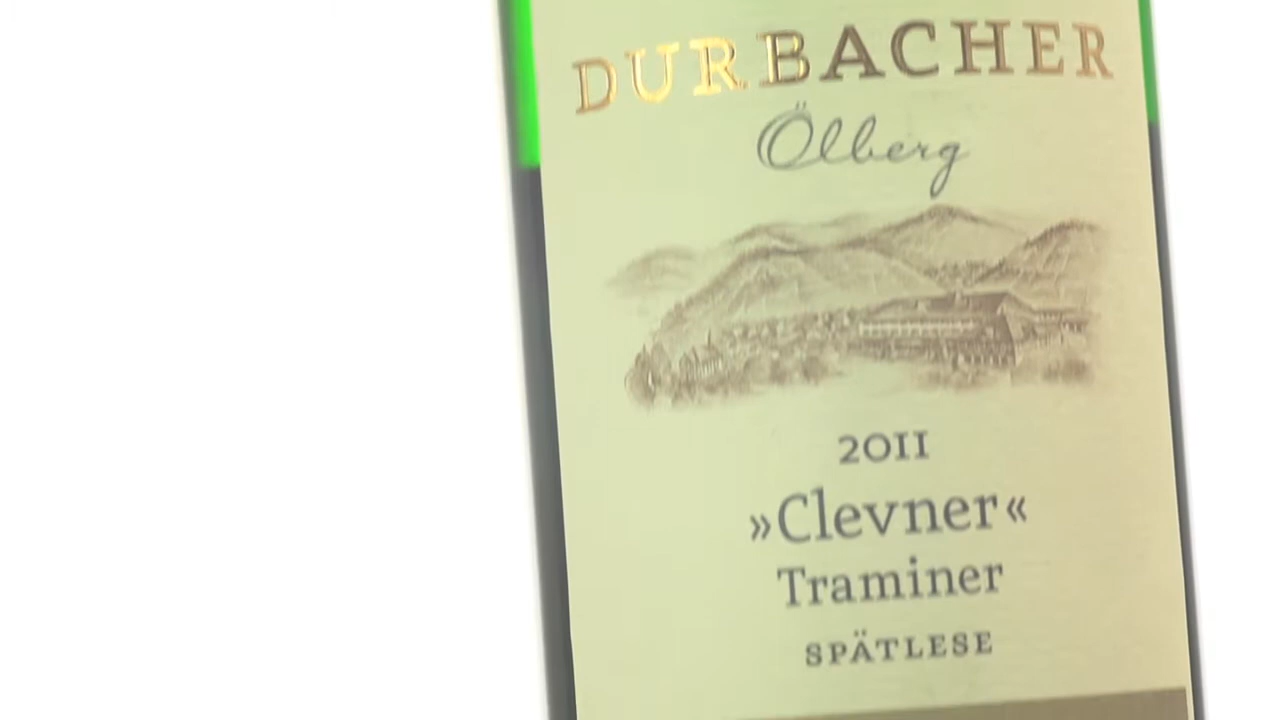 DURBACHER
Ölberg
2011
»Clevner«
Traminer
SPÄTLESE